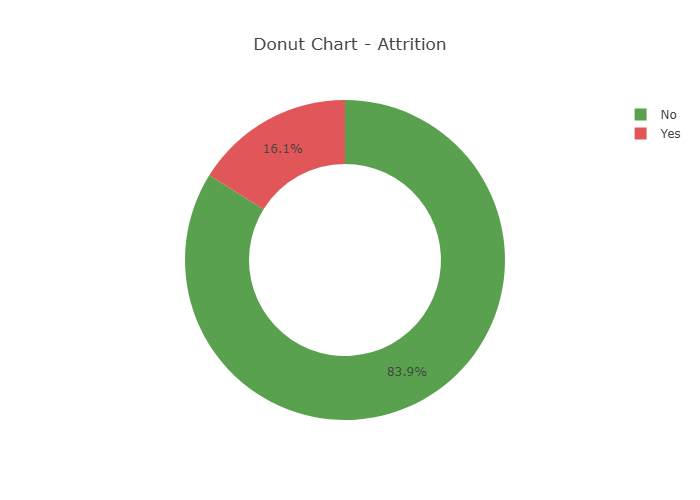 Donut Chart - Attrition
No
Yes
16.1%
83.9%